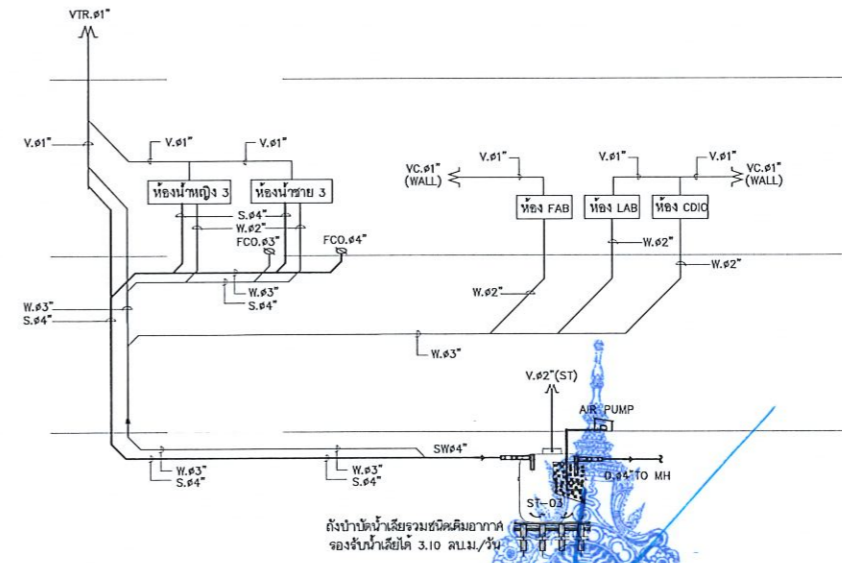 VTR.ø1"
V.ø1"
V.ø1"
V.ø1"
ห้องน้ำหญิง 3
ห้องน้ำชาย 3
S.ø4"
W.ø2"
FCO.ø3"
FCO.ø4"
W.ø3"
S.ø4"
W.ø3"
S.ø4"
VC.ø1"
(WALL)
V.ø1"
V.ø1"
V.ø1"
VC.ø1"
(WALL)
ห้อง FAB
ห้อง LAB
ห้อง CDIO
W.ø2"
W.ø2"
W.ø2"
W.ø3"
V.ø2"(ST)
AIR PUMP
SWø4"
W.ø3"
S.ø4"
W.ø3"
S.ø4"
D.ø4" TO MH
ST-03
ถังบำบัดน้ำเสียรวมชนิดเติมอากาศ
รองรับน้ำเสียได้ 3.10 ลบ.ม./วัน